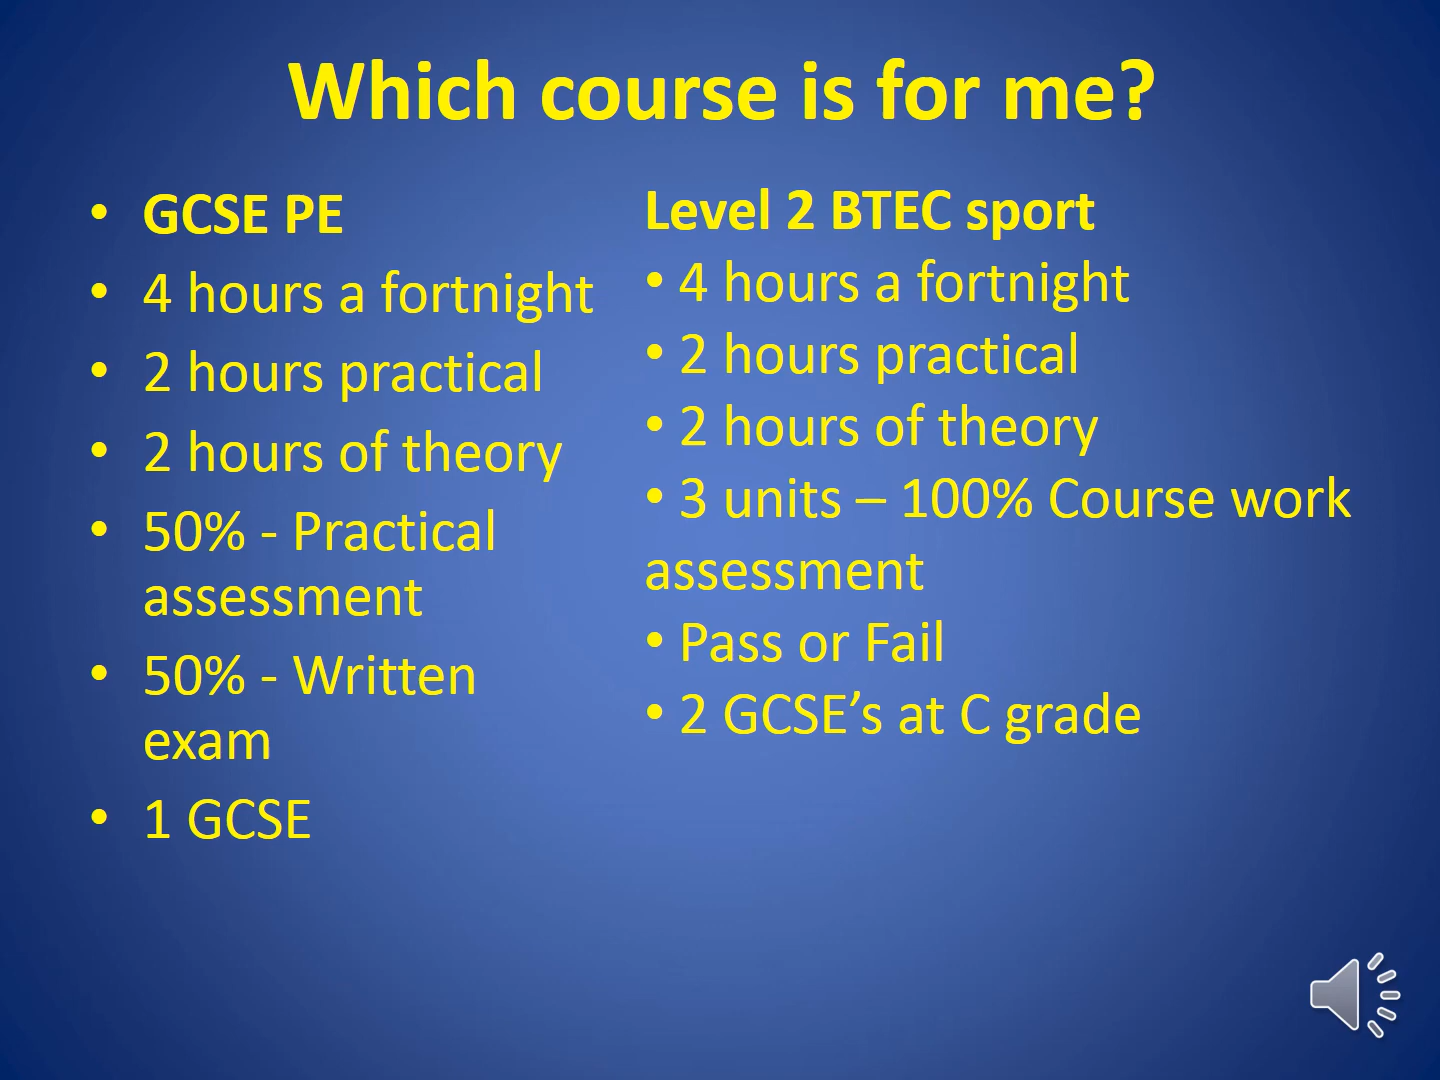 Which course is for me?
• GCSE PE
• 4 hours a fortnight
• 2 hours practical
• 2 hours of theory
• 50% - Practical
assessment
• 50% - Written
exam
• 1 GCSE
Level 2 BTEC sport
• 4 hours a fortnight
• 2 hours practical
• 2 hours of theory
• 3 units – 100% Course work
assessment
• Pass or Fail
• 2 GCSE’s at C grade